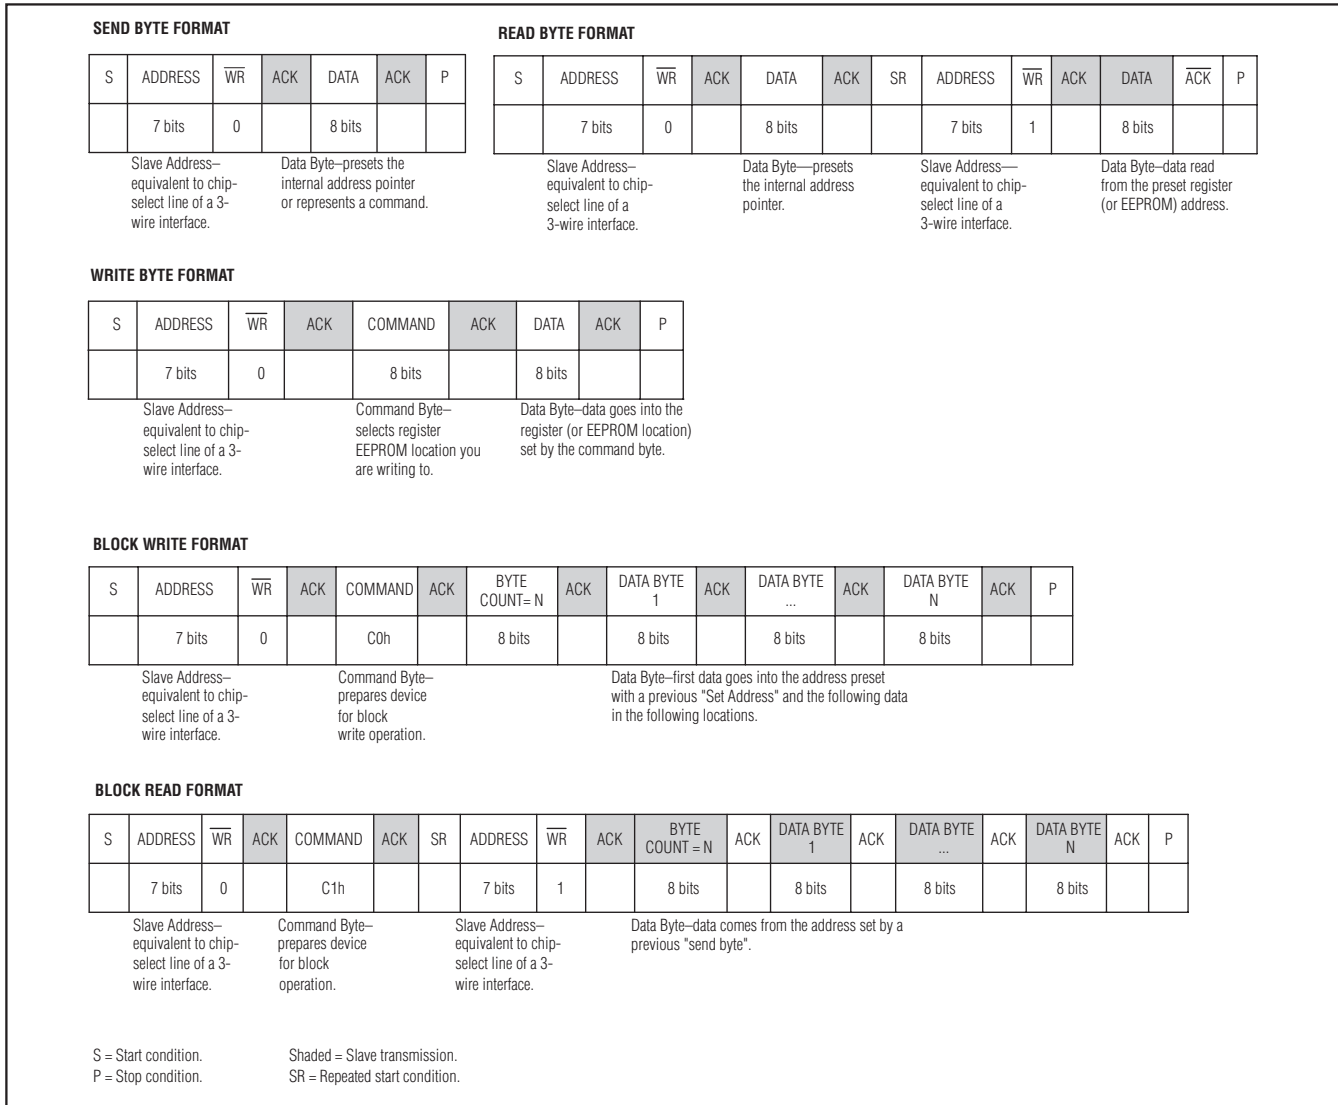 SEND BYTE FORMAT
S ADDRESS WR ACK DATA ACK P
7 bits 0 8 bits
Slave Address–
equivalent to chip-
select line of a 3-
wire interface.
Data Byte–presets the
internal address pointer
or represents a command.
READ BYTE FORMAT
S ADDRESS WR ACK DATA ACK SR ADDRESS WR ACK DATA ACK P
7 bits 0 8 bits 7 bits 1 8 bits
Slave Address–
equivalent to chip-
select line of a
3-wire interface.
Data Byte—presets
the internal address
pointer.
Slave Address—
equivalent to chip-
select line of a
3-wire interface.
Data Byte–data read
from the preset register
(or EEPROM) address.
WRITE BYTE FORMAT
S ADDRESS WR ACK COMMAND ACK DATA ACK P
7 bits 0 8 bits 8 bits
Slave Address–
equivalent to chip-
select line of a 3-
wire interface.
Command Byte–
selects register
EEPROM location you
are writing to.
Data Byte–data goes into the
register (or EEPROM location)
set by the command byte.
BLOCK WRITE FORMAT
S ADDRESS WR ACK COMMAND ACK BYTE COUNT= N ACK DATA BYTE 1 ACK DATA BYTE ... ACK DATA BYTE N ACK P
7 bits 0 C0h 8 bits 8 bits 8 bits 8 bits
Slave Address–
equivalent to chip-
select line of a 3-
wire interface.
Command Byte–
prepares device
for block
write operation.
Data Byte–first data goes into the address preset
with a previous "Set Address" and the following data
in the following locations.
BLOCK READ FORMAT
S ADDRESS WR ACK COMMAND ACK SR ADDRESS WR ACK BYTE COUNT = N ACK DATA BYTE 1 ACK DATA BYTE ... ACK DATA BYTE N ACK P
7 bits 0 C1h 7 bits 1 8 bits 8 bits 8 bits 8 bits
Slave Address–
equivalent to chip-
select line of a 3-
wire interface.
Command Byte–
prepares device
for block
operation.
Slave Address–
equivalent to chip-
select line of a 3-
wire interface.
Data Byte–data comes from the address set by a
previous "send byte".
S = Start condition.
P = Stop condition.
Shaded = Slave transmission.
SR = Repeated start condition.